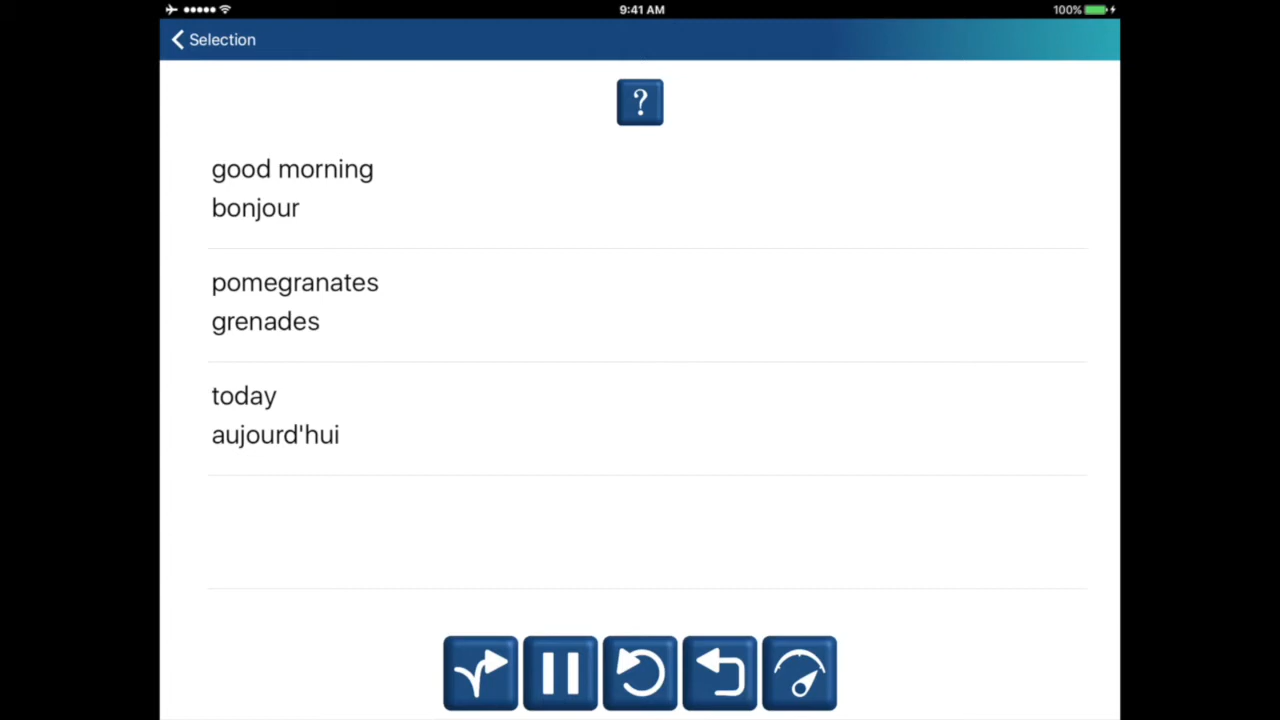 9:41 AM
100%
Selection
?
good morning
bonjour
pomegranates
grenades
today
aujourd'hui